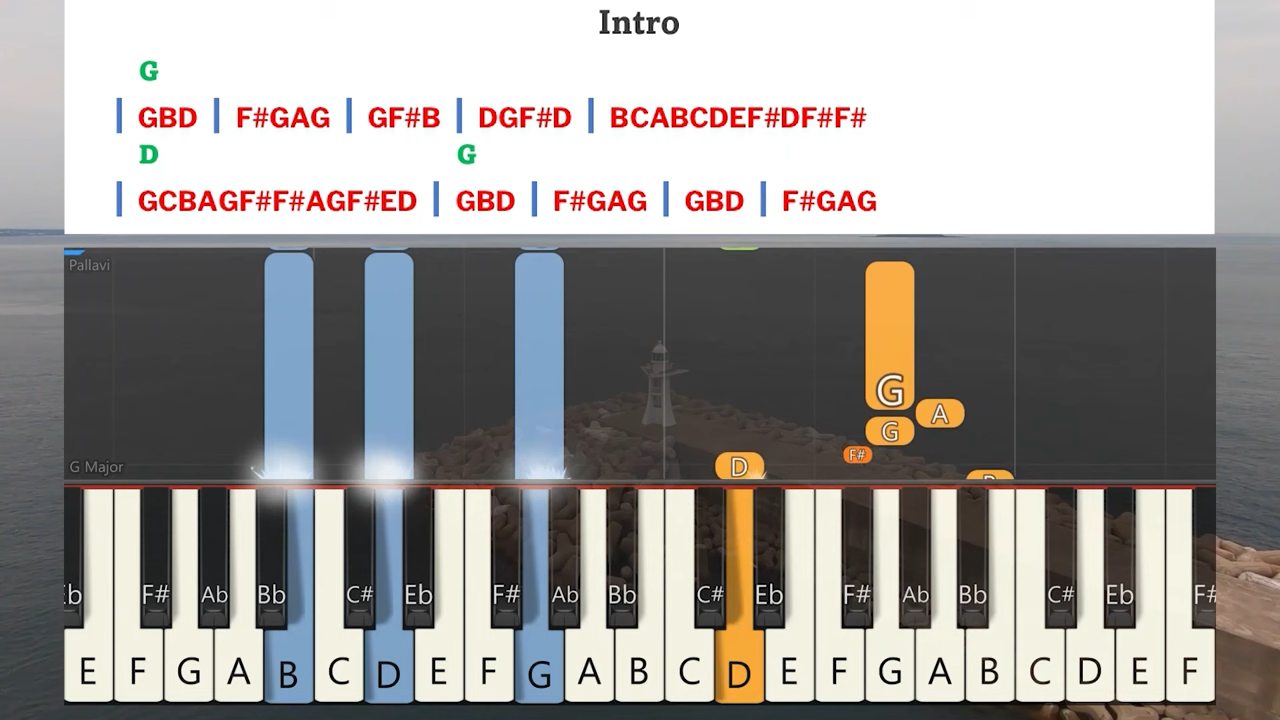 Intro
G
| GBD | F#GAG | GF#B | DGF#D | BCABCDEF#DF#F#
D G
| GCBAGF#F#AGF#ED | GBD | F#GAG | GBD | F#GAG
Pallavi
G
A
G
F#
D
G Major
Eb F# Ab Bb C# Eb F# Ab Bb C# Eb F# Ab Bb C# Eb F#
E F G A B C D E F G A B C D E F G A B C D E F